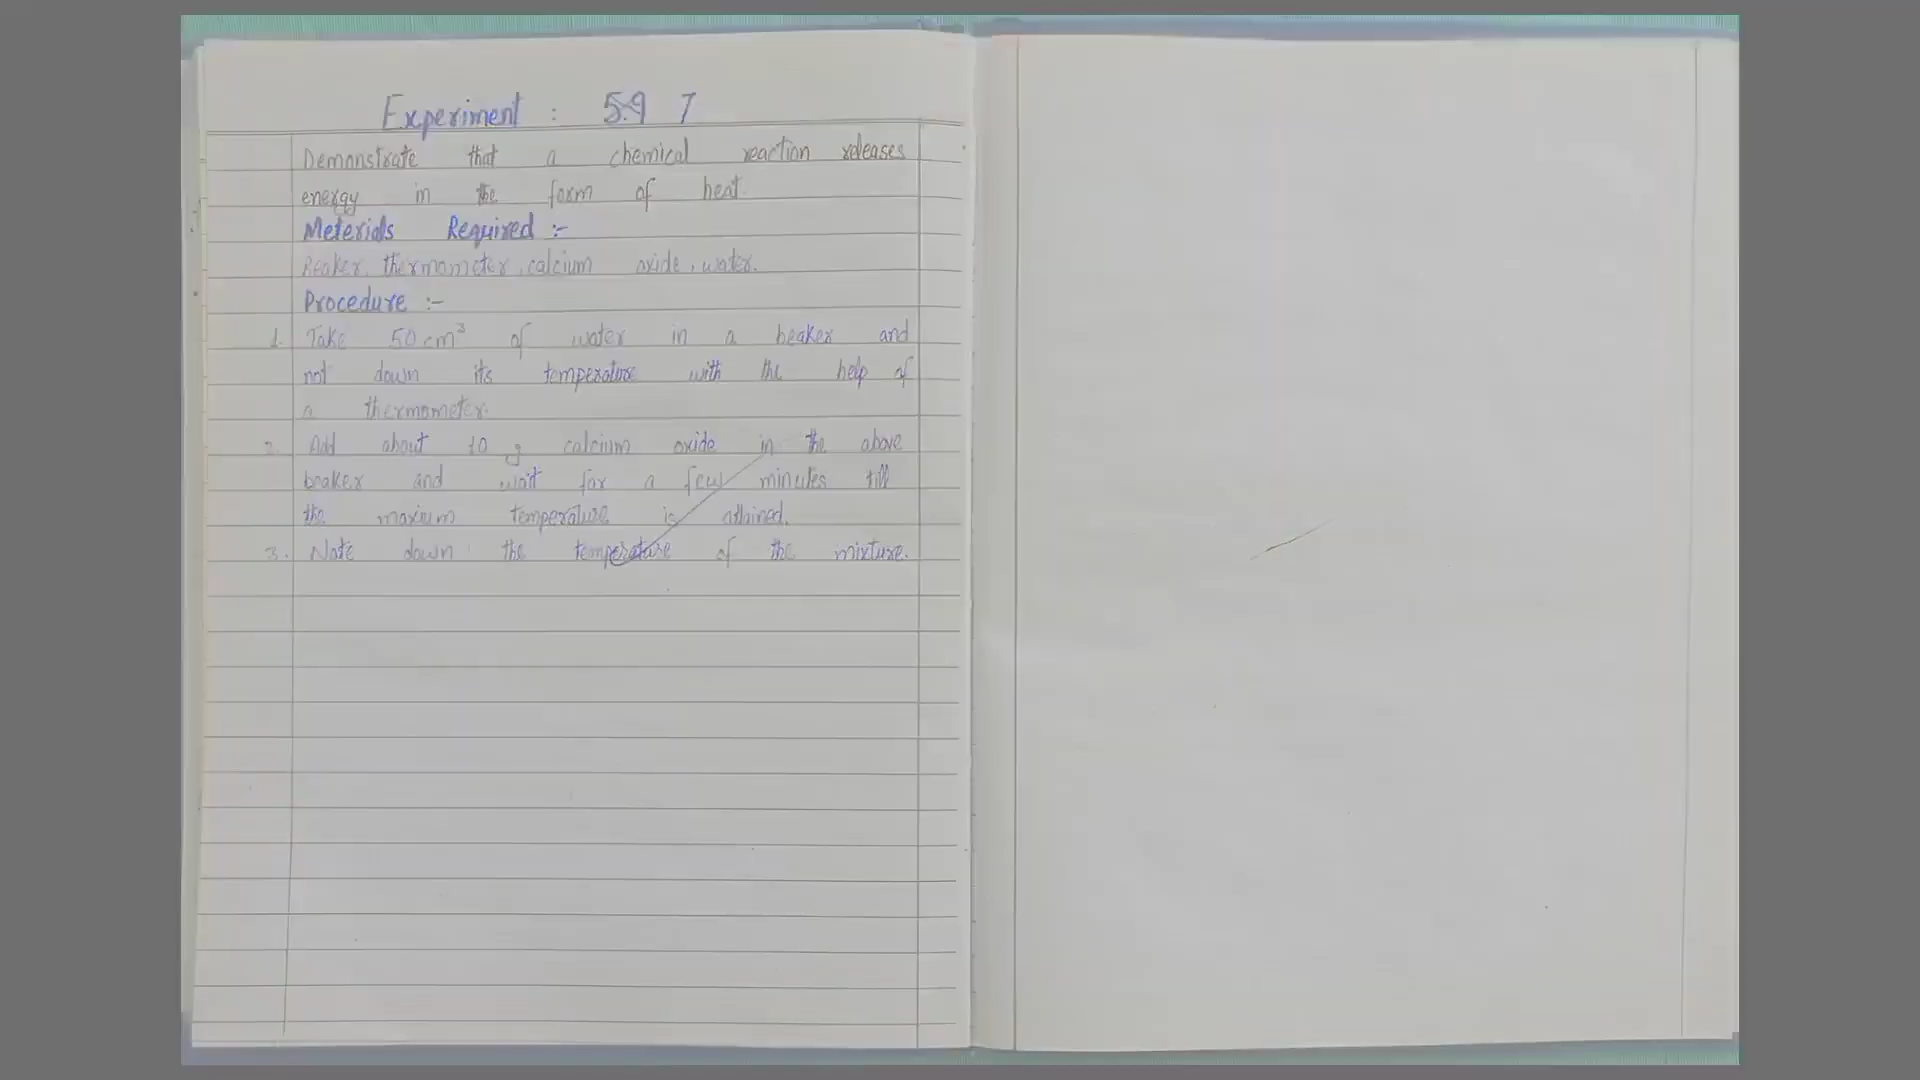 Experiment : 5.9 7
Demonstrate that a chemical reaction releases
energy in the form of heat
Meterials Required :-
Beaker, thermometer, calcium oxide, water.
Procedure :-
1. Take 50 cm³ of water in a beaker and
not down its temperature with the help of
a thermometer.
2. Add about 10 g calcium oxide in the above
beaker and wait for a few minutes till
the maxium temperature is attained.
3. Note down the temperature of the mixture.